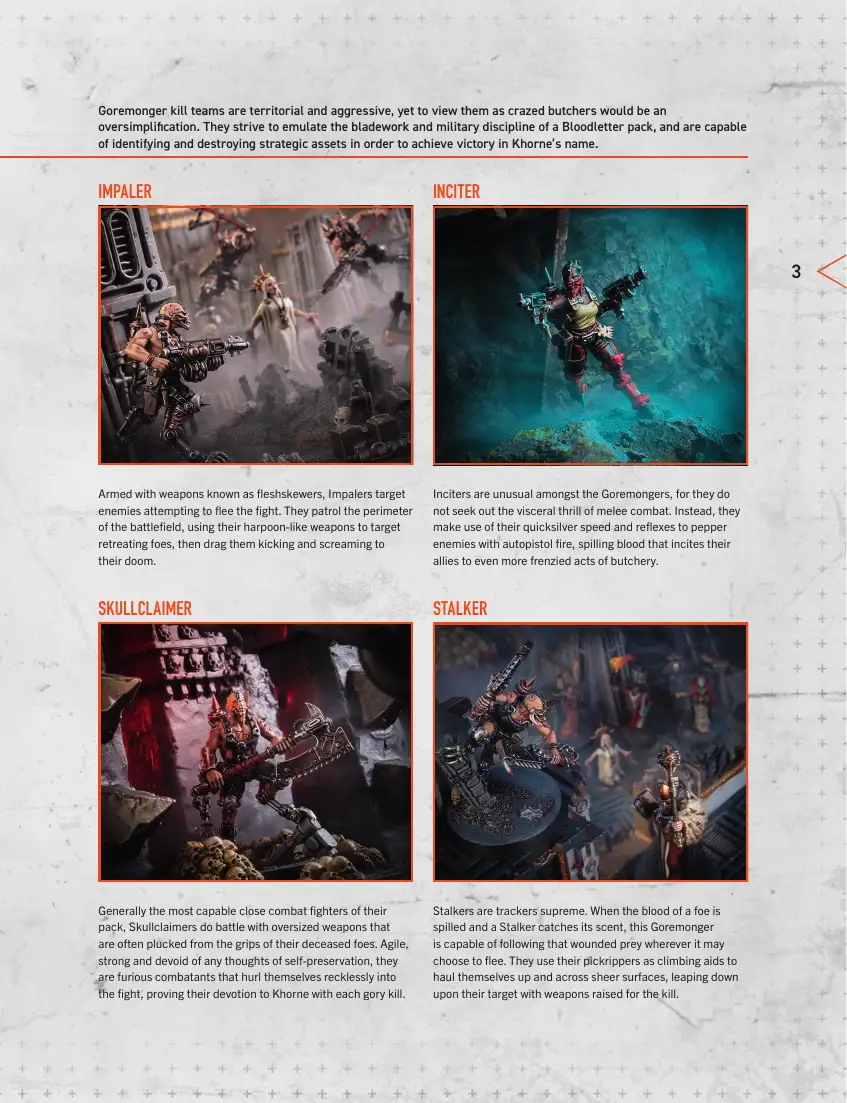 Goremonger kill teams are territorial and aggressive, yet to view them as crazed butchers would be an
oversimplification. They strive to emulate the bladework and military discipline of a Bloodletter pack, and are capable
of identifying and destroying strategic assets in order to achieve victory in Khorne's name.
IMPALER
Armed with weapons known as fleshskewers, Impalers target
enemies attempting to flee the fight. They patrol the perimeter
of the battlefield, using their harpoon-like weapons to target
retreating foes, then drag them kicking and screaming to
their doom.
INCITER
Inciters are unusual amongst the Goremongers, for they do
not seek out the visceral thrill of melee combat. Instead, they
make use of their quicksilver speed and reflexes to pepper
enemies with autopistol fire, spilling blood that incites their
allies to even more frenzied acts of butchery.
3
SKULLCLAIMER
Generally the most capable close combat fighters of their
pack, Skullclaimers do battle with oversized weapons that
are often plucked from the grips of their deceased foes. Agile,
strong and devoid of any thoughts of self-preservation, they
are furious combatants that hurl themselves recklessly into
the fight, proving their devotion to Khorne with each gory kill.
STALKER
Stalkers are trackers supreme. When the blood of a foe is
spilled and a Stalker catches its scent, this Goremonger
is capable of following that wounded prey wherever it may
choose to flee. They use their pickrippers as climbing aids to
haul themselves up and across sheer surfaces, leaping down
upon their target with weapons raised for the kill.